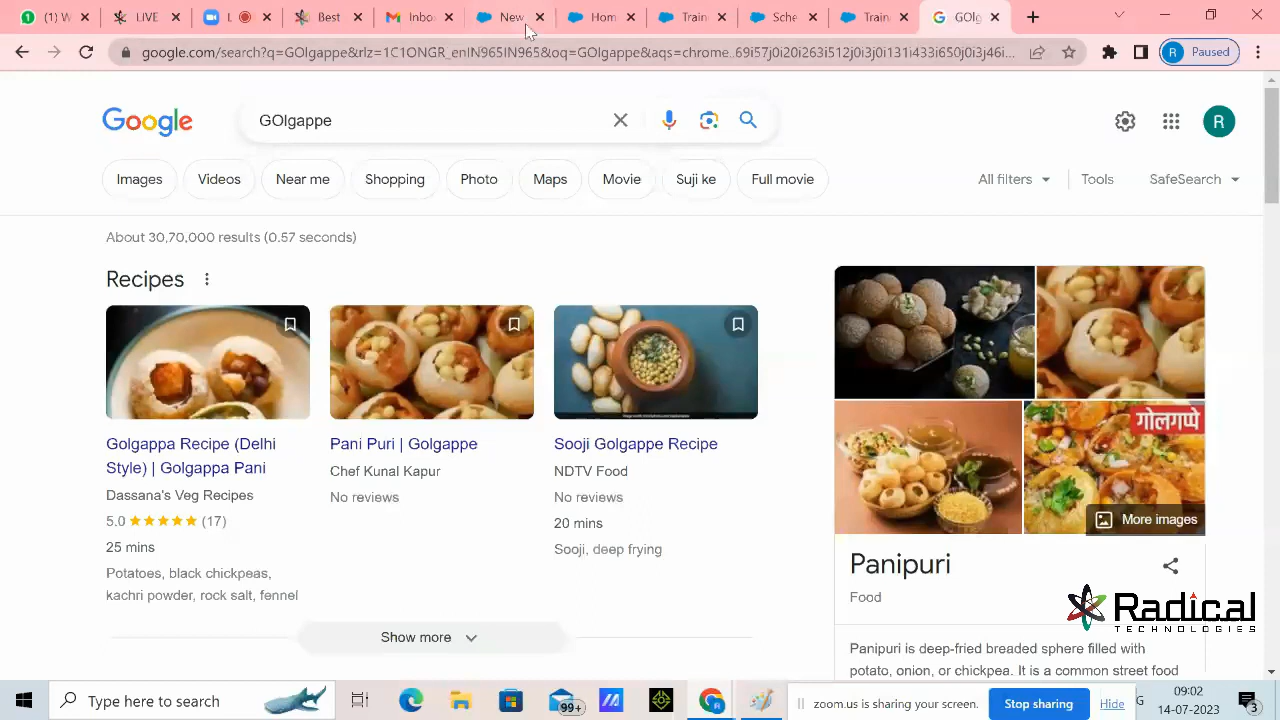 (1) W
LIVE
L
Best
Inbo
New
Hom
Train
Sche
Train
GOlg
google.com/search?q=GOlgappe&rlz=1C1ONGR_enIN965IN965&oq=GOlgappe&aqs=chrome.69i57j0i20i263i512j0i3j0i131i433i650j0i3j46i...
R Paused
Google
GOlgappe
R
Images
Videos
Near me
Shopping
Photo
Maps
Movie
Suji ke
Full movie
All filters
Tools
SafeSearch
About 30,70,000 results (0.57 seconds)
Recipes
Golgappa Recipe (Delhi
Style) | Golgappa Pani
Dassana's Veg Recipes
5.0 (17)
25 mins
Potatoes, black chickpeas,
kachri powder, rock salt, fennel
Pani Puri | Golgappe
Chef Kunal Kapur
No reviews
Sooji Golgappe Recipe
NDTV Food
No reviews
20 mins
Sooji, deep frying
Show more
गोलगप्पे
More images
Panipuri
Food
Panipuri is deep-fried breaded sphere filled with
potato, onion, or chickpea. It is a common street food
Radical
TECHNOLOGIES
Type here to search
99+
R
zoom.us is sharing your screen.
Stop sharing
Hide
G
09:02
14-07-2023
3